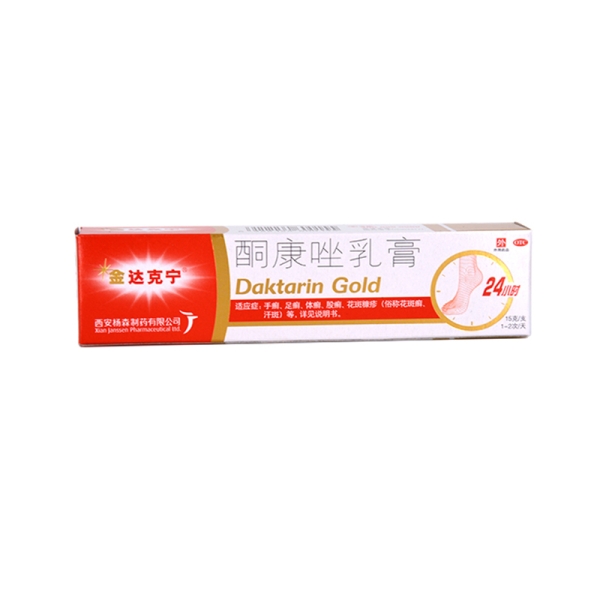 金达克宁
西安杨森制药有限公司
Xian Janssen Pharmaceutical Ltd.
酮康唑乳膏
Daktarin Gold
适应症：手癣、足癣、体癣、股癣、花斑糠疹（俗称花斑癣、
汗斑）等，详见说明书。
外
OTC
24小时
15克/支
1~2次/天